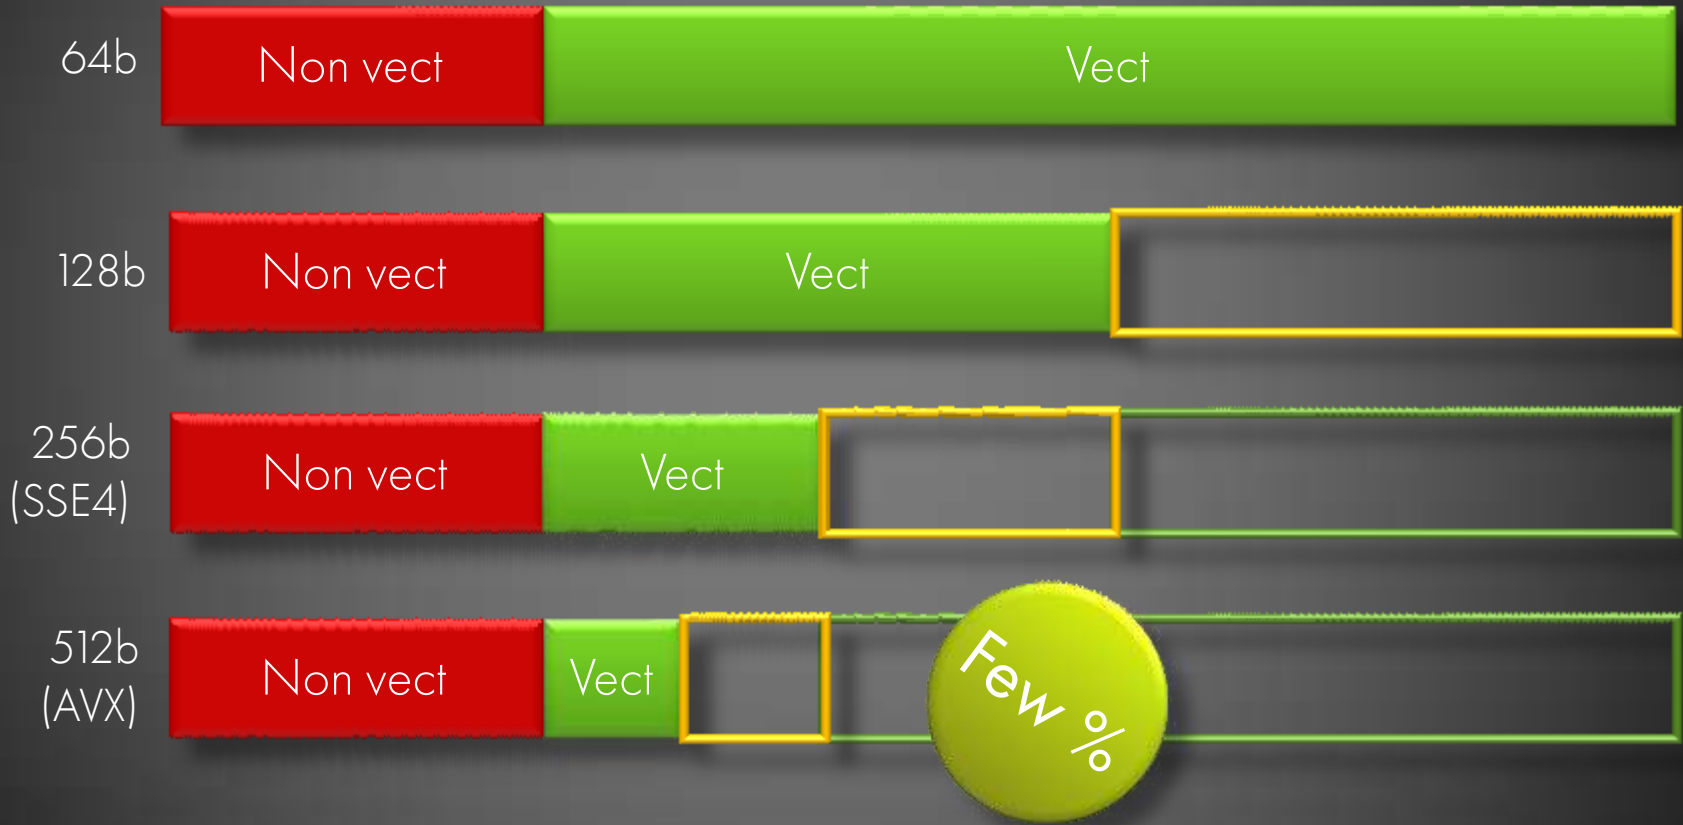 64b
Non vect
Vect
128b
Non vect
Vect
256b
(SSE4)
Non vect
Vect
512b
(AVX)
Non vect
Vect
Few %